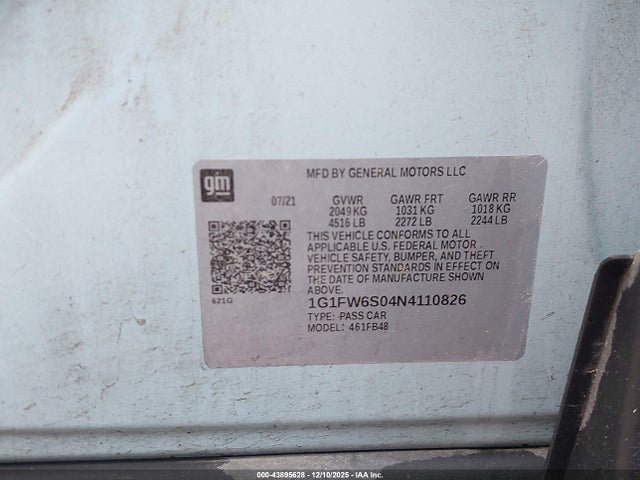 gm
MFD BY GENERAL MOTORS LLC
07/21 GVWR GAWR FRT GAWR RR
2049 KG 1031 KG 1018 KG
4516 LB 2272 LB 2244 LB
THIS VEHICLE CONFORMS TO ALL
APPLICABLE U.S. FEDERAL MOTOR
VEHICLE SAFETY, BUMPER, AND THEFT
PREVENTION STANDARDS IN EFFECT ON
THE DATE OF MANUFACTURE SHOWN
ABOVE.
621G
1G1FW6S04N4110826
TYPE: PASS CAR
MODEL: 461FB48
000-43895628 - 12/10/2025 - IAA Inc.